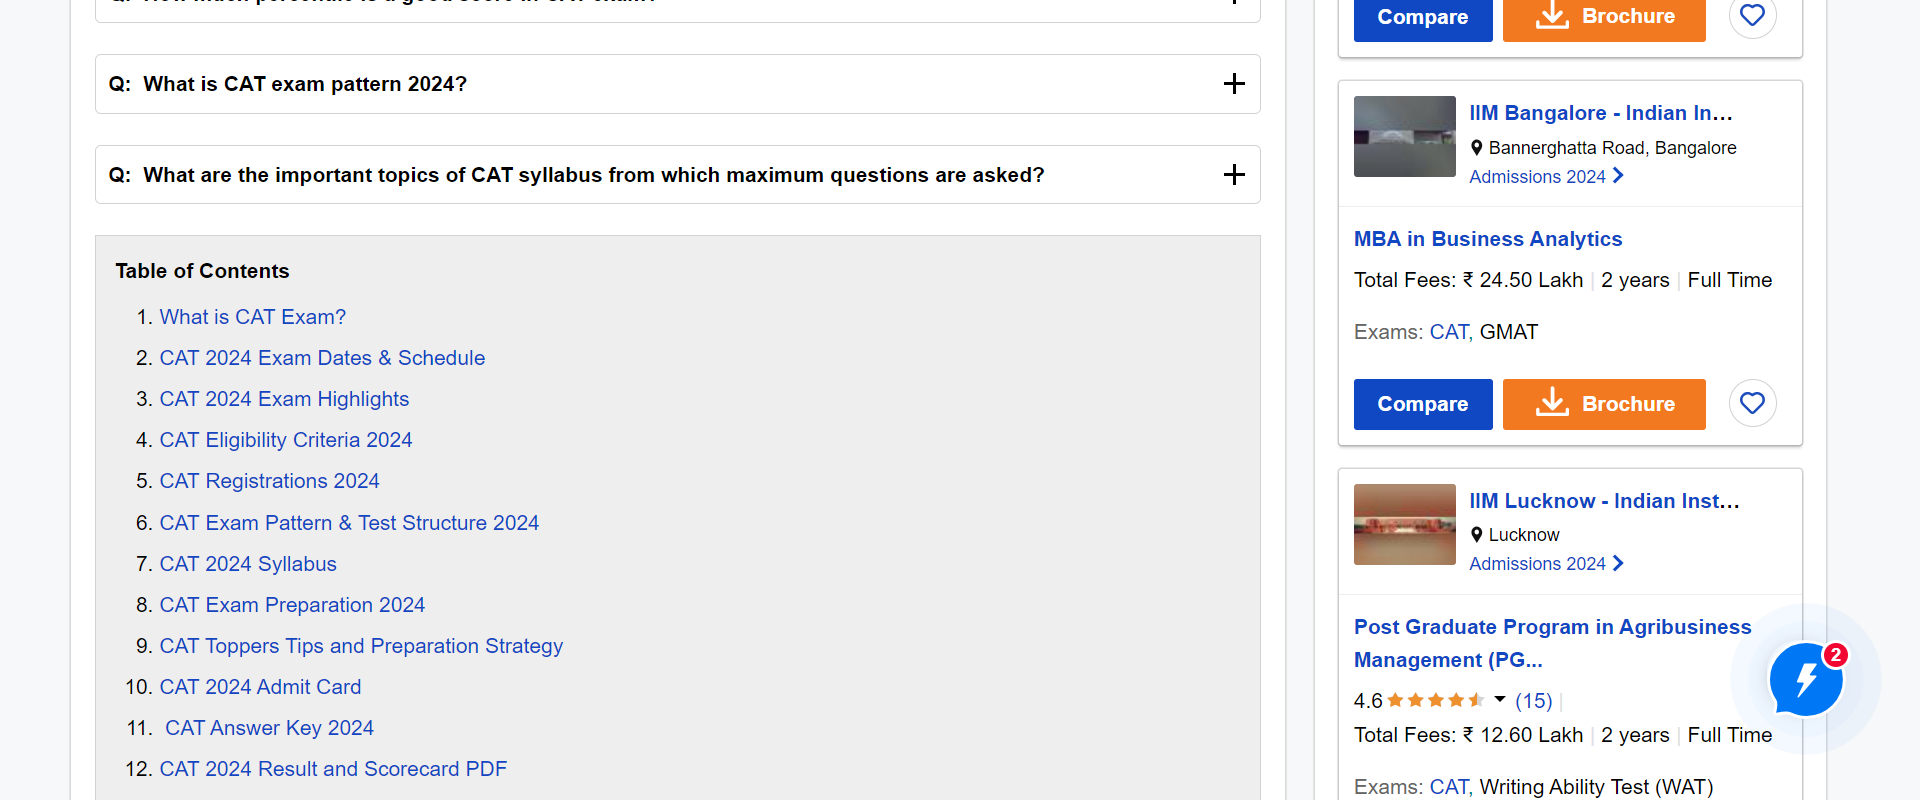 Q: What is CAT exam pattern 2024?
Q: What are the important topics of CAT syllabus from which maximum questions are asked?
Table of Contents
1. What is CAT Exam?
2. CAT 2024 Exam Dates & Schedule
3. CAT 2024 Exam Highlights
4. CAT Eligibility Criteria 2024
5. CAT Registrations 2024
6. CAT Exam Pattern & Test Structure 2024
7. CAT 2024 Syllabus
8. CAT Exam Preparation 2024
9. CAT Toppers Tips and Preparation Strategy
10. CAT 2024 Admit Card
11. CAT Answer Key 2024
12. CAT 2024 Result and Scorecard PDF
Compare Brochure
IIM Bangalore - Indian In...
Bannerghatta Road, Bangalore
Admissions 2024
MBA in Business Analytics
Total Fees: ₹ 24.50 Lakh | 2 years | Full Time
Exams: CAT, GMAT
Compare Brochure
IIM Lucknow - Indian Inst...
Lucknow
Admissions 2024
Post Graduate Program in Agribusiness
Management (PG...
4.6 (15) |
Total Fees: ₹ 12.60 Lakh | 2 years | Full Time
Exams: CAT, Writing Ability Test (WAT)
2